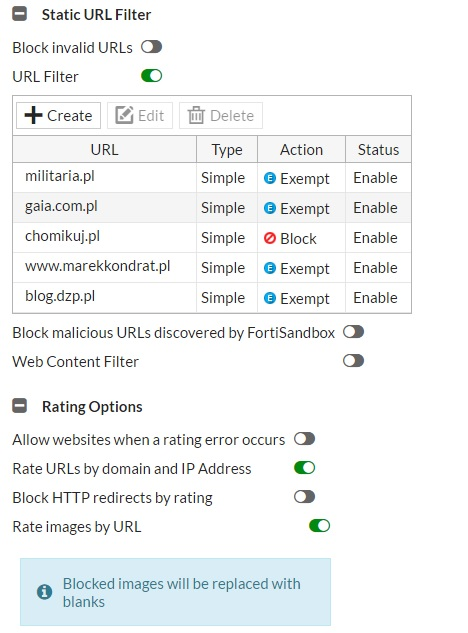 Static URL Filter
Block invalid URLs
URL Filter
Create Edit Delete
URL Type Action Status
militaria.pl Simple Exempt Enable
gaia.com.pl Simple Exempt Enable
chomikuj.pl Simple Block Enable
www.marekkondrat.pl Simple Exempt Enable
blog.dzp.pl Simple Exempt Enable
Block malicious URLs discovered by FortiSandbox
Web Content Filter
Rating Options
Allow websites when a rating error occurs
Rate URLs by domain and IP Address
Block HTTP redirects by rating
Rate images by URL
Blocked images will be replaced with
blanks